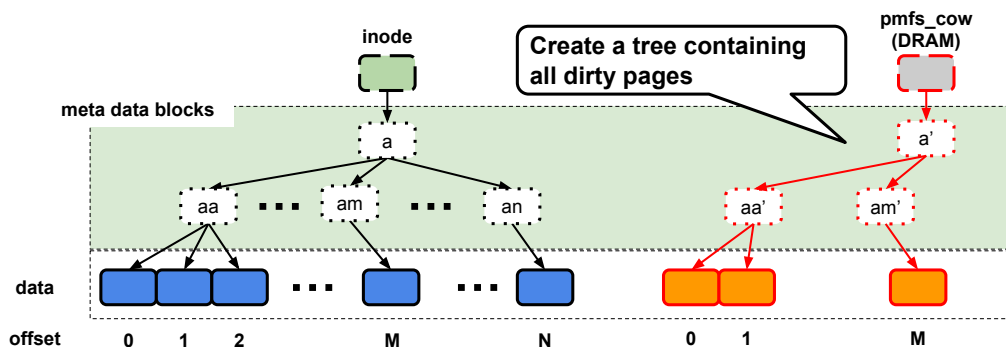 inode
Create a tree containing
all dirty pages
pmfs_cow
(DRAM)
meta data blocks
a
a’
aa
am
an
aa’
am’
data
offset
0
1
2
M
N
0
1
M